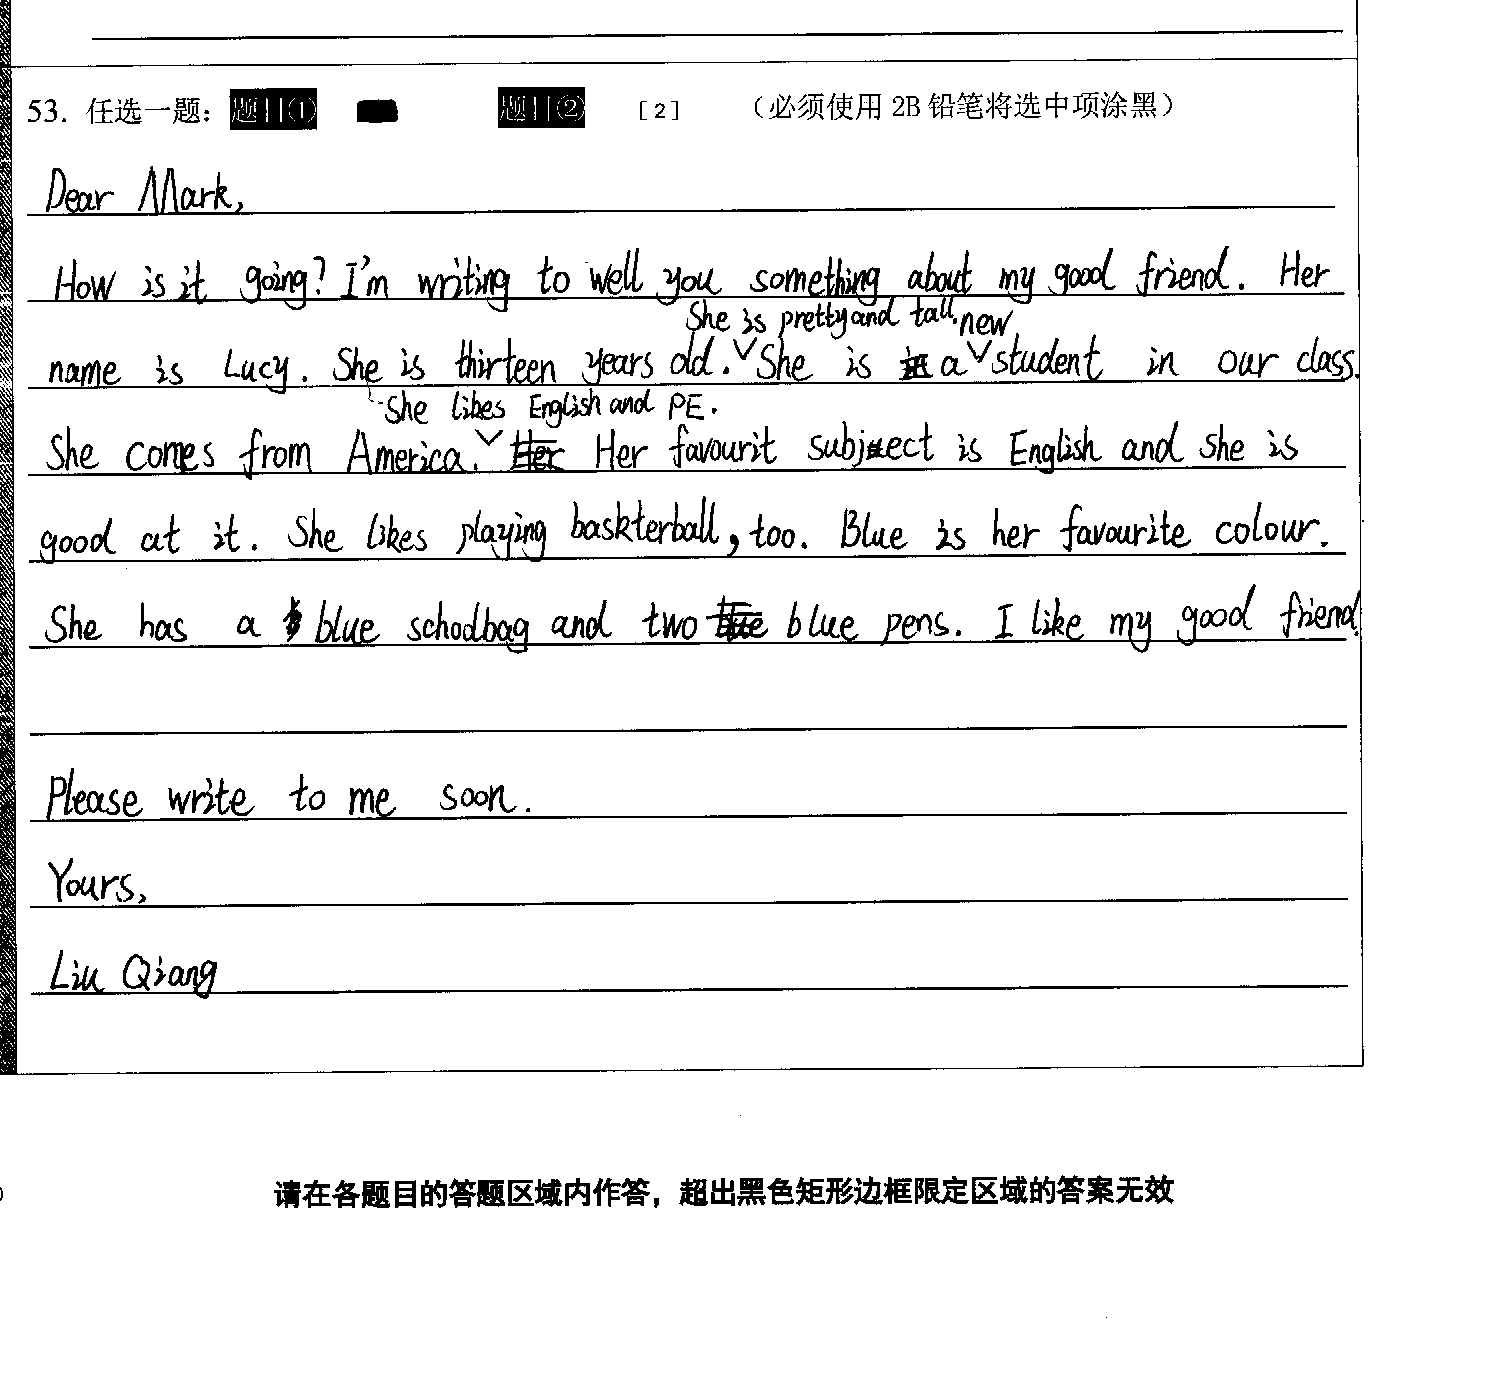 53. 任选一题: 题目① 题目② [2] (必须使用 2B 铅笔将选中项涂黑)
Dear Mark,
How is it going? I'm writing to well you something about my good friend. Her
She is pretty and tall. new
name is Lucy. She is thirteen years old. She is a student in our class.
She likes English and PE.
She comes from America. Her Her favourit subject is English and she is
good at it. She likes playing baskterball, too. Blue is her favourite colour.
She has a blue schoolbag and two blue pens. I like my good friend.
Please write to me soon.
Yours,
Liu Qiang
请在各题目的答题区域内作答，超出黑色矩形边框限定区域的答案无效